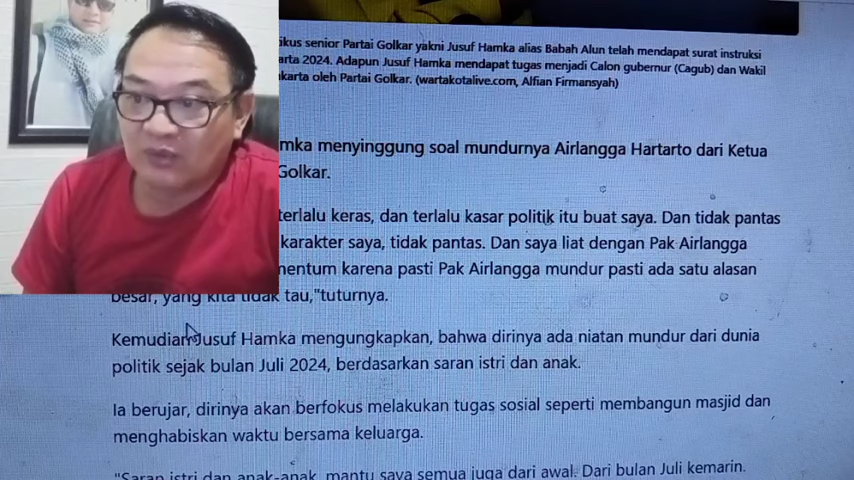 ikus senior Partai Golkar yakni Jusuf Hamka alias Babah Alun telah mendapat surat instruksi
arta 2024. Adapun Jusuf Hamka mendapat tugas menjadi Calon gubernur (Cagub) dan Wakil
akarta oleh Partai Golkar. (wartakotalive.com, Alfian Firmansyah)
mka menyinggung soal mundurnya Airlangga Hartarto dari Ketua
Golkar.
terlalu keras, dan terlalu kasar politik itu buat saya. Dan tidak pantas
karakter saya, tidak pantas. Dan saya liat dengan Pak Airlangga
mentum karena pasti Pak Airlangga mundur pasti ada satu alasan
besar, yang kita tidak tau,"tuturnya.
Kemudian Jusuf Hamka mengungkapkan, bahwa dirinya ada niatan mundur dari dunia
politik sejak bulan Juli 2024, berdasarkan saran istri dan anak.
Ia berujar, dirinya akan berfokus melakukan tugas sosial seperti membangun masjid dan
menghabiskan waktu bersama keluarga.
"Saran istri dan anak-anak, mantu saya semua juga dari awal. Dari bulan Juli kemarin.